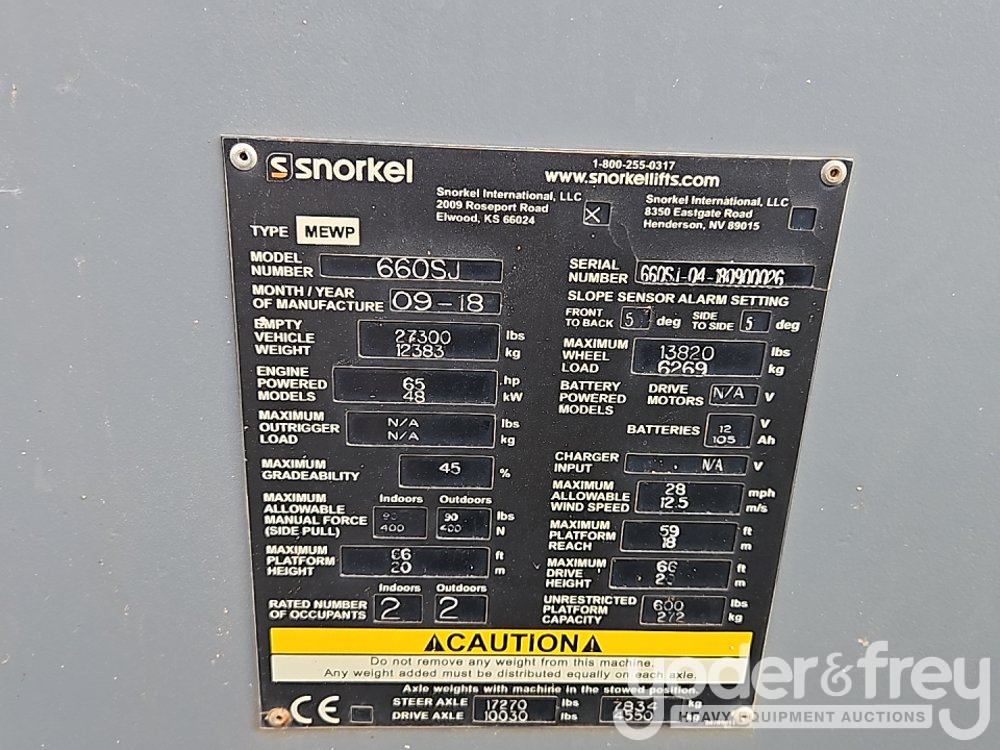 snorkel
1-800-255-0317
www.snorkellifts.com
Snorkel International, LLC
2009 Roseport Road
Elwood, KS 66024
X
Snorkel International, LLC
8350 Eastgate Road
Henderson, NV 89015
TYPE MEWP
MODEL NUMBER 660SJ
SERIAL NUMBER 660SJ-04-180900026
MONTH / YEAR OF MANUFACTURE 09-18
SLOPE SENSOR ALARM SETTING
FRONT TO BACK 5 deg SIDE TO SIDE 5 deg
EMPTY VEHICLE WEIGHT 27300 lbs
12383 kg
MAXIMUM WHEEL LOAD 13820 lbs
6269 kg
ENGINE POWERED MODELS 65 hp
48 kW
BATTERY POWERED MODELS DRIVE MOTORS N/A V
BATTERIES 12 V
105 Ah
MAXIMUM OUTRIGGER LOAD N/A lbs
N/A kg
CHARGER INPUT N/A V
MAXIMUM GRADEABILITY 45 %
MAXIMUM ALLOWABLE WIND SPEED 28 mph
12.5 m/s
Indoors Outdoors
MAXIMUM ALLOWABLE MANUAL FORCE (SIDE PULL) 90 lbs
400 400 N
MAXIMUM PLATFORM REACH 59 ft
18 m
MAXIMUM PLATFORM HEIGHT 66 ft
20 m
MAXIMUM DRIVE HEIGHT 66 ft
m
Indoors Outdoors
RATED NUMBER OF OCCUPANTS 2 2
UNRESTRICTED PLATFORM CAPACITY 600 lbs
272 kg
CAUTION
Do not remove any weight from this machine.
Any weight added must be distributed equally on each axle.
Axle weights with machine in the stowed position.
CE
STEER AXLE 17270 lbs 7834 kg
DRIVE AXLE 10030 lbs 4550
yoder&frey
HEAVY EQUIPMENT AUCTIONS